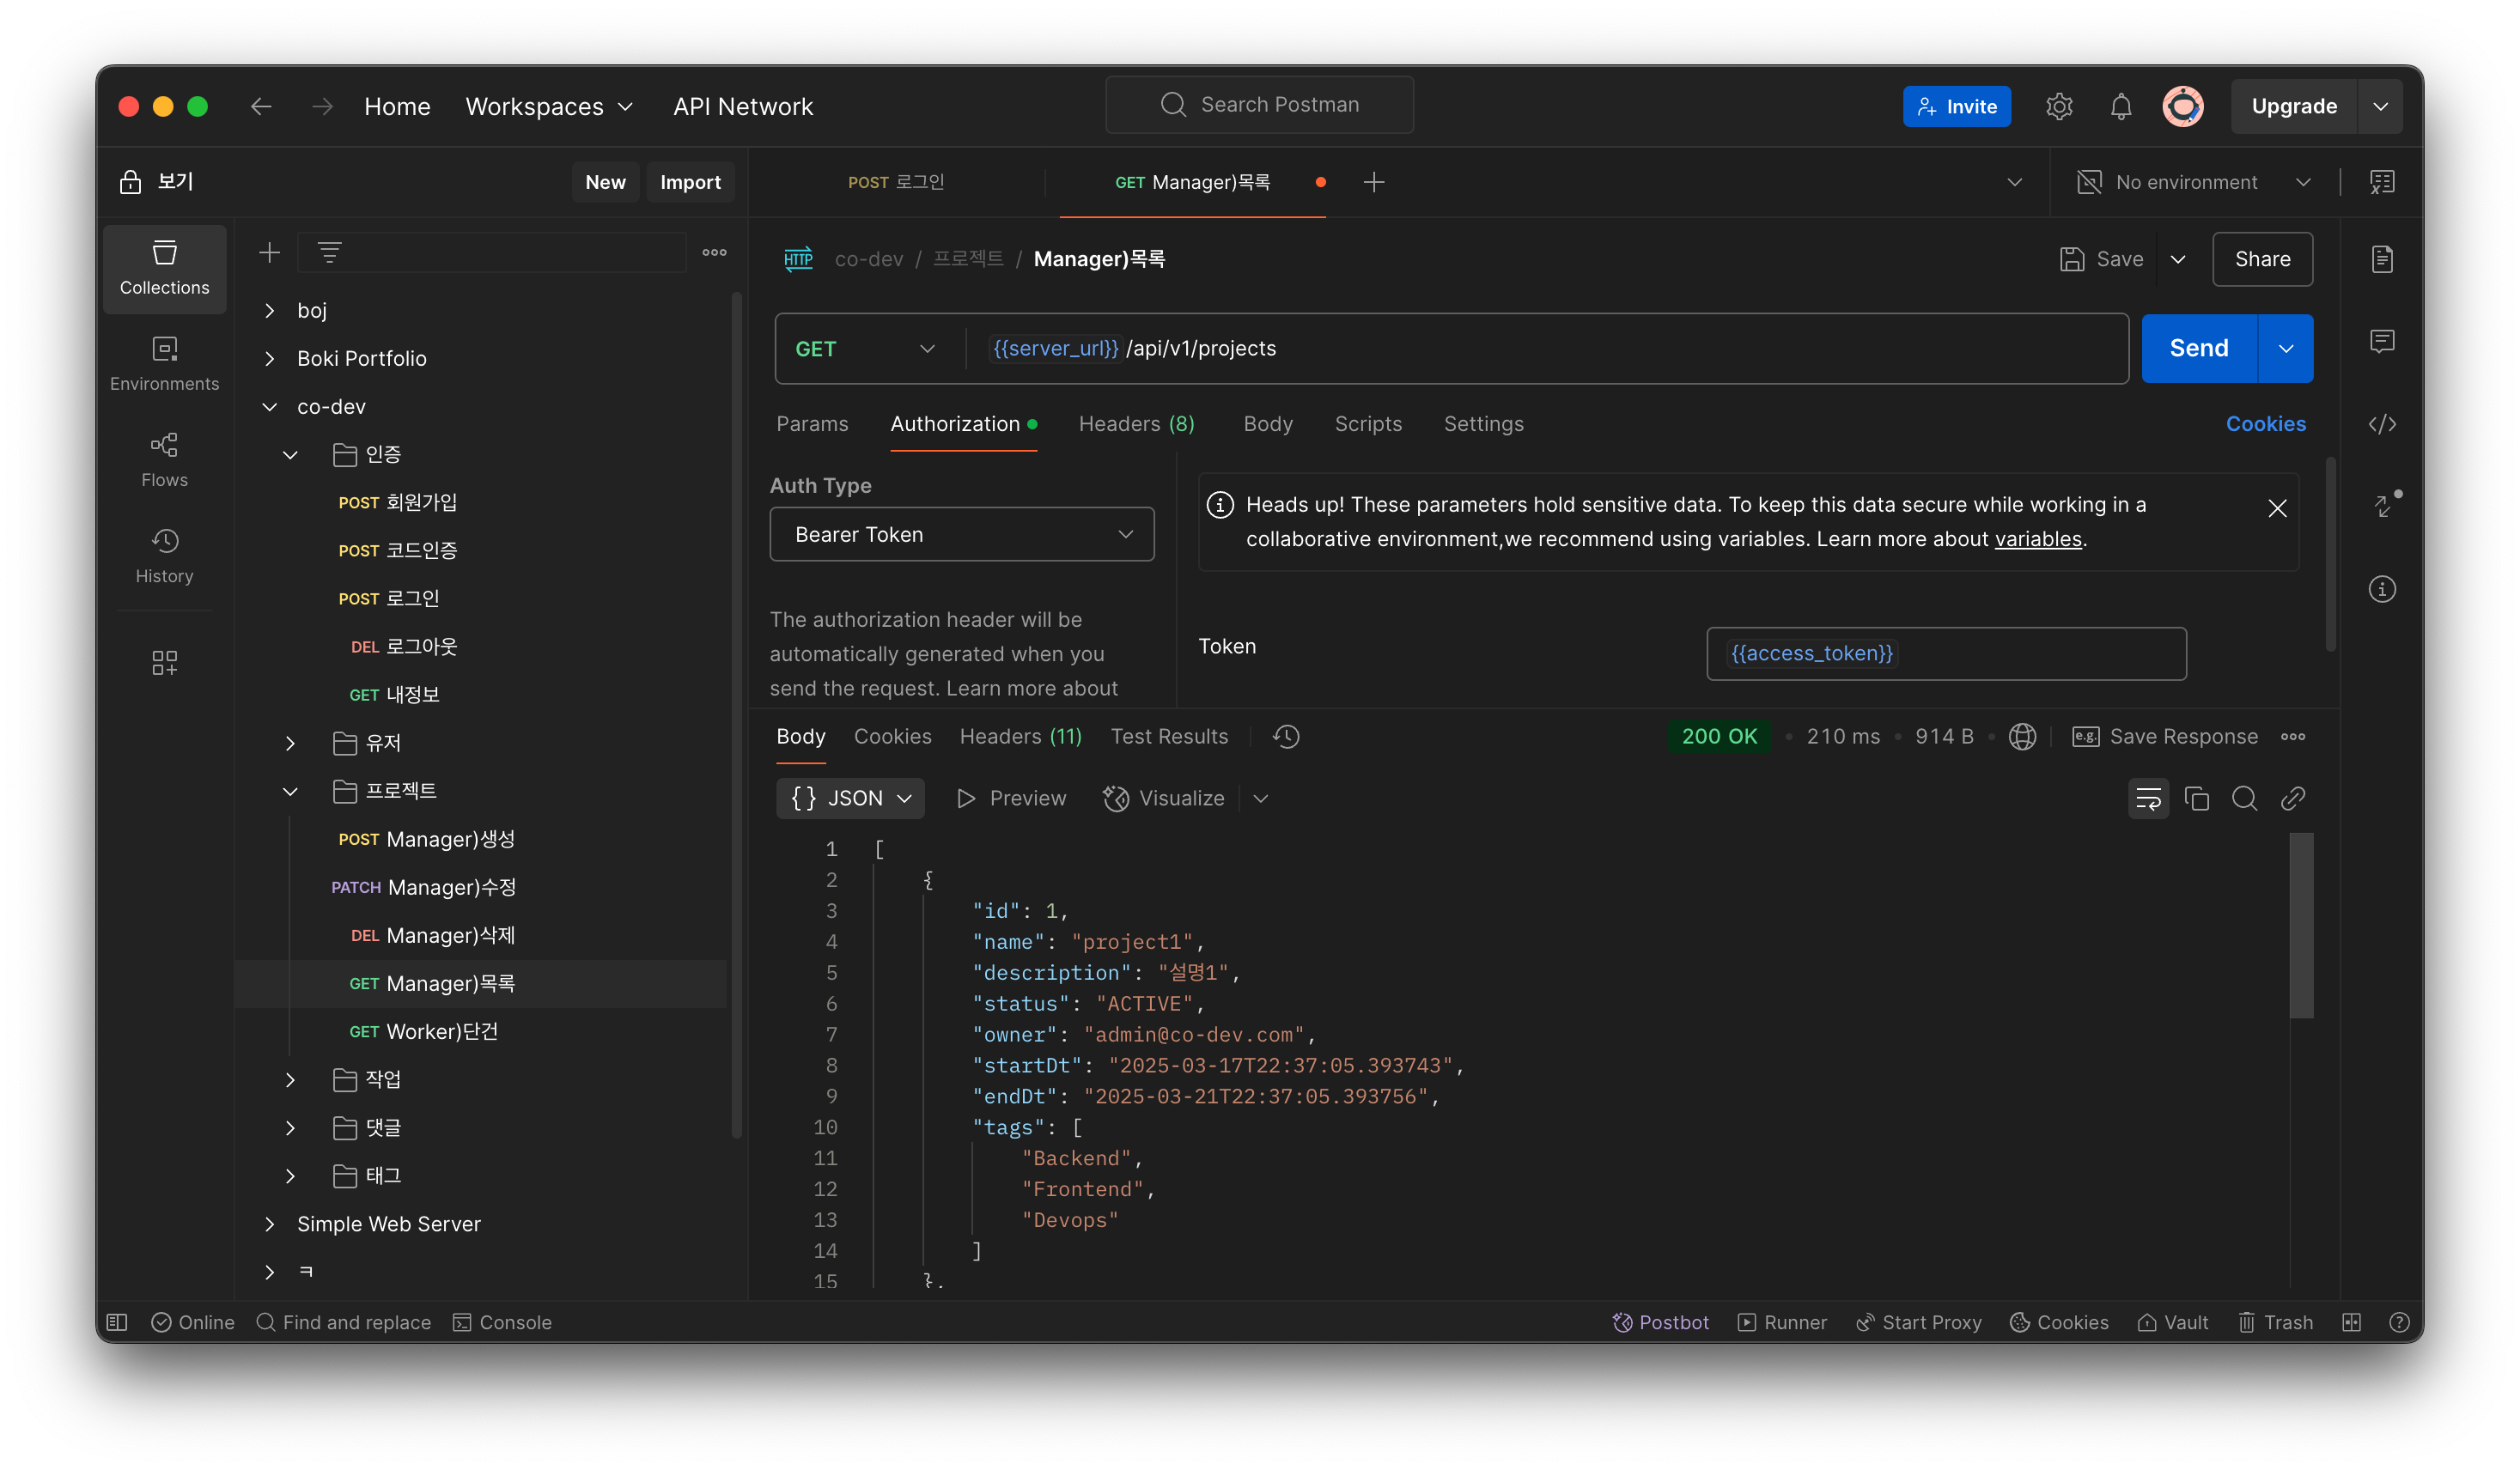 Home Workspaces API Network Search Postman Invite Upgrade
보기 New Import POST 로그인 GET Manager)목록 No environment
Collections
Environments
Flows
History
boj
Boki Portfolio
co-dev
인증
POST 회원가입
POST 코드인증
POST 로그인
DEL 로그아웃
GET 내정보
유저
프로젝트
POST Manager)생성
PATCH Manager)수정
DEL Manager)삭제
GET Manager)목록
GET Worker)단건
작업
댓글
태그
Simple Web Server
ㅋ
HTTP co-dev / 프로젝트 / Manager)목록 Save Share
GET {{server_url}} /api/v1/projects Send
Params Authorization Headers (8) Body Scripts Settings Cookies
Auth Type
Bearer Token
The authorization header will be
automatically generated when you
send the request. Learn more about
Heads up! These parameters hold sensitive data. To keep this data secure while working in a
collaborative environment,we recommend using variables. Learn more about variables.
Token {{access_token}}
Body Cookies Headers (11) Test Results 200 OK • 210 ms • 914 B • e.g. Save Response
{} JSON Preview Visualize
1 [
2 {
3 "id": 1,
4 "name": "project1",
5 "description": "설명1",
6 "status": "ACTIVE",
7 "owner": "admin@co-dev.com",
8 "startDt": "2025-03-17T22:37:05.393743",
9 "endDt": "2025-03-21T22:37:05.393756",
10 "tags": [
11 "Backend",
12 "Frontend",
13 "Devops"
14 ]
15 },
Online Find and replace Console Postbot Runner Start Proxy Cookies Vault Trash